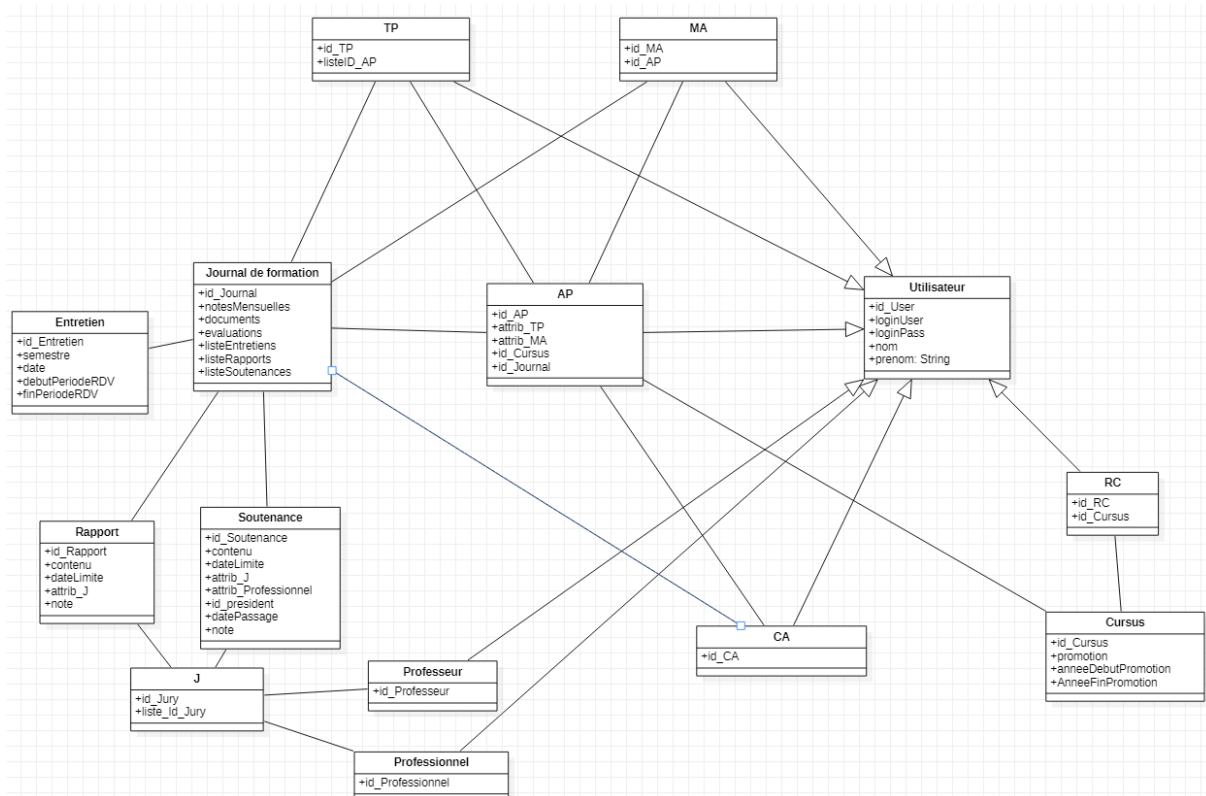 TP
+id_TP
+listeID_AP
MA
+id_MA
+id_AP
Journal de formation
+id_Journal
+notesMensuelles
+documents
+evaluations
+listeEntretiens
+listeRapports
+listeSoutenances
AP
+id_AP
+attrib_TP
+attrib_MA
+id_Cursus
+id_Journal
Utilisateur
+id_User
+loginUser
+loginPass
+nom
+prenom: String
Entretien
+id_Entretien
+semestre
+date
+debutPeriodeRDV
+finPeriodeRDV
RC
+id_RC
+id_Cursus
Rapport
+id_Rapport
+contenu
+dateLimite
+attrib_J
+note
Soutenance
+id_Soutenance
+contenu
+dateLimite
+attrib_J
+attrib_Professionnel
+id_president
+datePassage
+note
CA
+id_CA
Cursus
+id_Cursus
+promotion
+anneeDebutPromotion
+AnneeFinPromotion
J
+id_Jury
+liste_Id_Jury
Professeur
+id_Professeur
Professionnel
+id_Professionnel